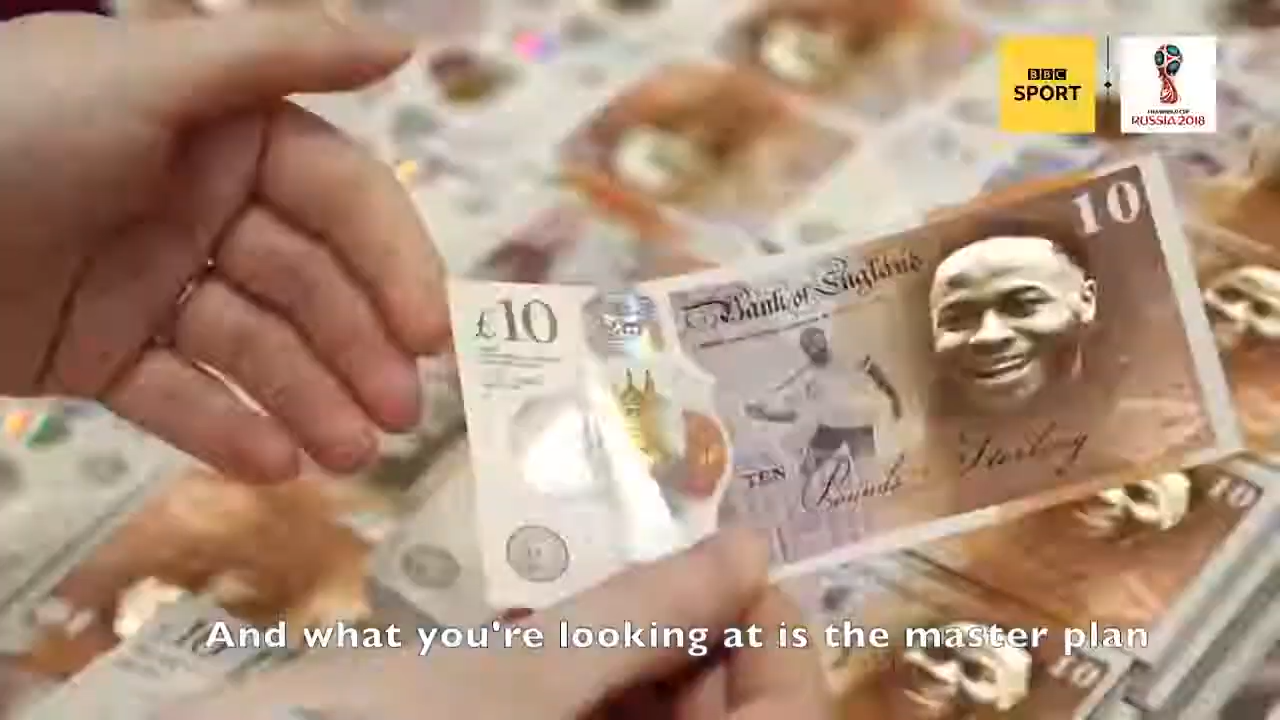 BBC
SPORT
RUSSIA 2018
10
Bank of England
£10
TEN
Pounds
Sterling
10
10
And what you're looking at is the master plan